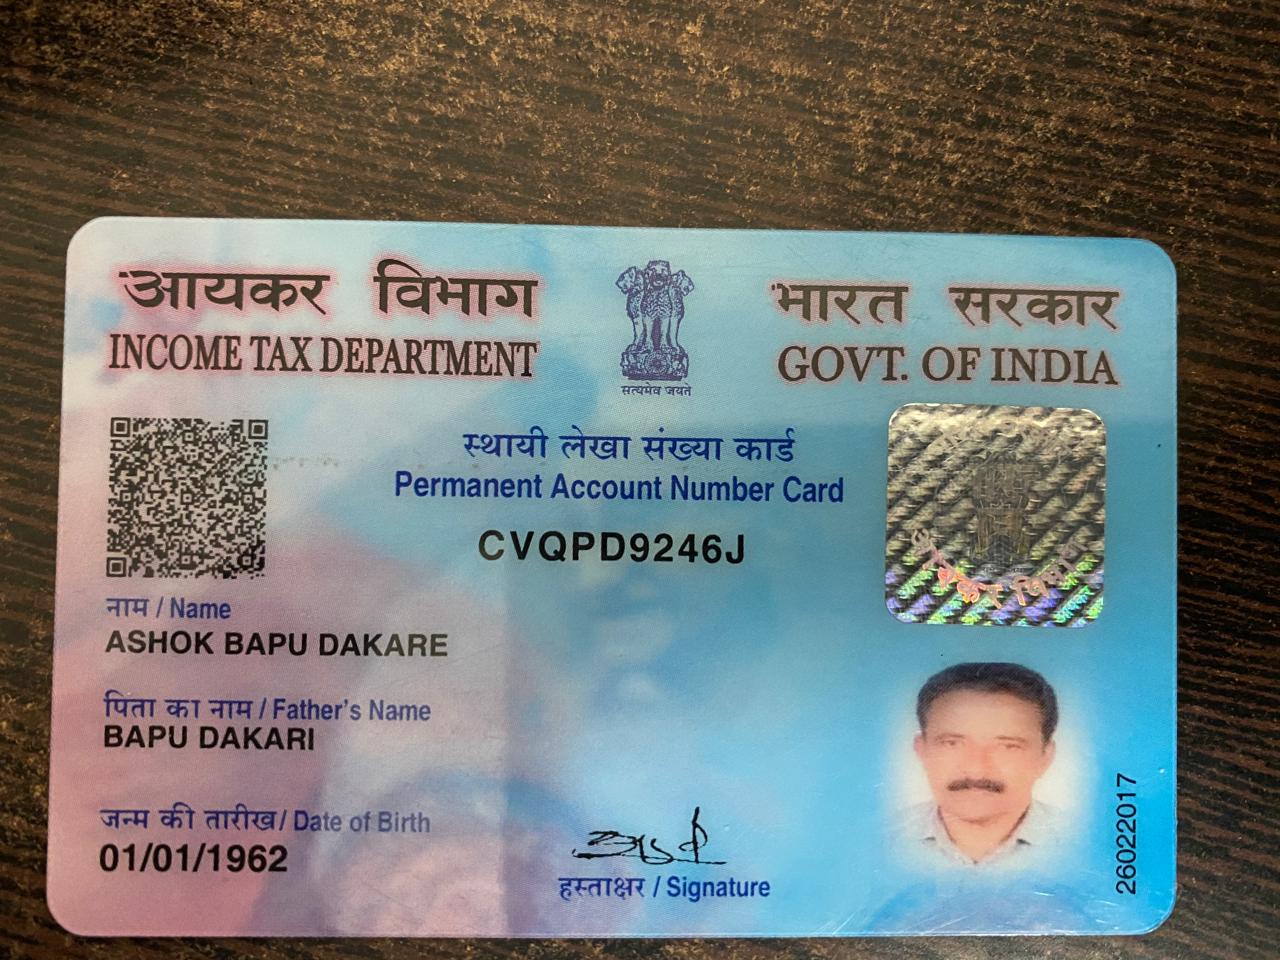 आयकर विभाग
INCOME TAX DEPARTMENT
सत्यमेव जयते
भारत सरकार
GOVT. OF INDIA
स्थायी लेखा संख्या कार्ड
Permanent Account Number Card
CVQPD9246J
नाम / Name
ASHOK BAPU DAKARE
पिता का नाम / Father's Name
BAPU DAKARI
जन्म की तारीख/ Date of Birth
01/01/1962
हस्ताक्षर / Signature
26022017
आयकर विभाग